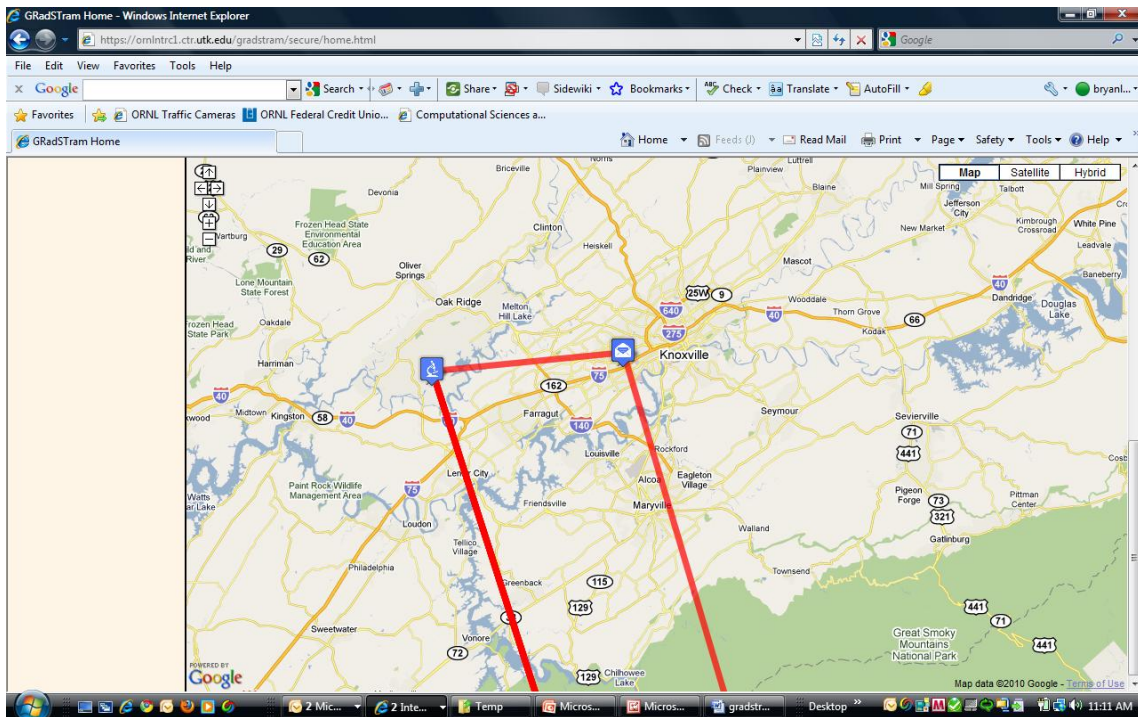 GRadSTram Home - Windows Internet Explorer
https://ornlntrc1.ctr.utk.edu/gradstram/secure/home.html
Google
File Edit View Favorites Tools Help
x Google Search Share Sidewiki Bookmarks Check Translate AutoFill bryanl...
Favorites ORNL Traffic Cameras ORNL Federal Credit Unio... Computational Sciences a...
GRadSTram Home
Home Feeds (J) Read Mail Print Page Safety Tools Help
Map Satellite Hybrid
Norris
Briceville
Plainview
Luttrell
Blaine
Mill Spring
Talbott
Devonia
Jefferson City
New Market
Kimbrough Crossroad
White Pine
Frozen Head State Environmental Education Area
Clinton
Heiskell
Wartburg
29
62
Leadvale
Oliver Springs
Mascot
Baneberry
Lone Mountain State Forest
40
25W
9
Oak Ridge
Melton Hill Lake
Wooddale
Dandridge
Douglas Lake
640
40
Thorn Grove
66
Frozen Head State Park
Oakdale
275
Kodak
Harriman
Knoxville
75
162
40
Midtown
Kingston
58
40
Farragut
140
Seymour
Sevierville
71
441
Louisville
Rockford
Lenoir City
Alcoa
Eagleton Village
Paint Rock Wildlife Management Area
75
Watts Bar Lake
Friendsville
Maryville
Pigeon Forge
73
321
Pittman Center
Loudon
Walland
Gatlinburg
Tellico Village
Philadelphia
Townsend
Greenback
115
129
441
71
Sweetwater
Vonore
72
Great Smoky Mountains National Park
441
129
Chilhowee Lake
POWERED BY
Google
Map data ©2010 Google - Terms of Use
2 Mic... 2 Inte... Temp Micros... Micros... gradstr... Desktop 11:11 AM